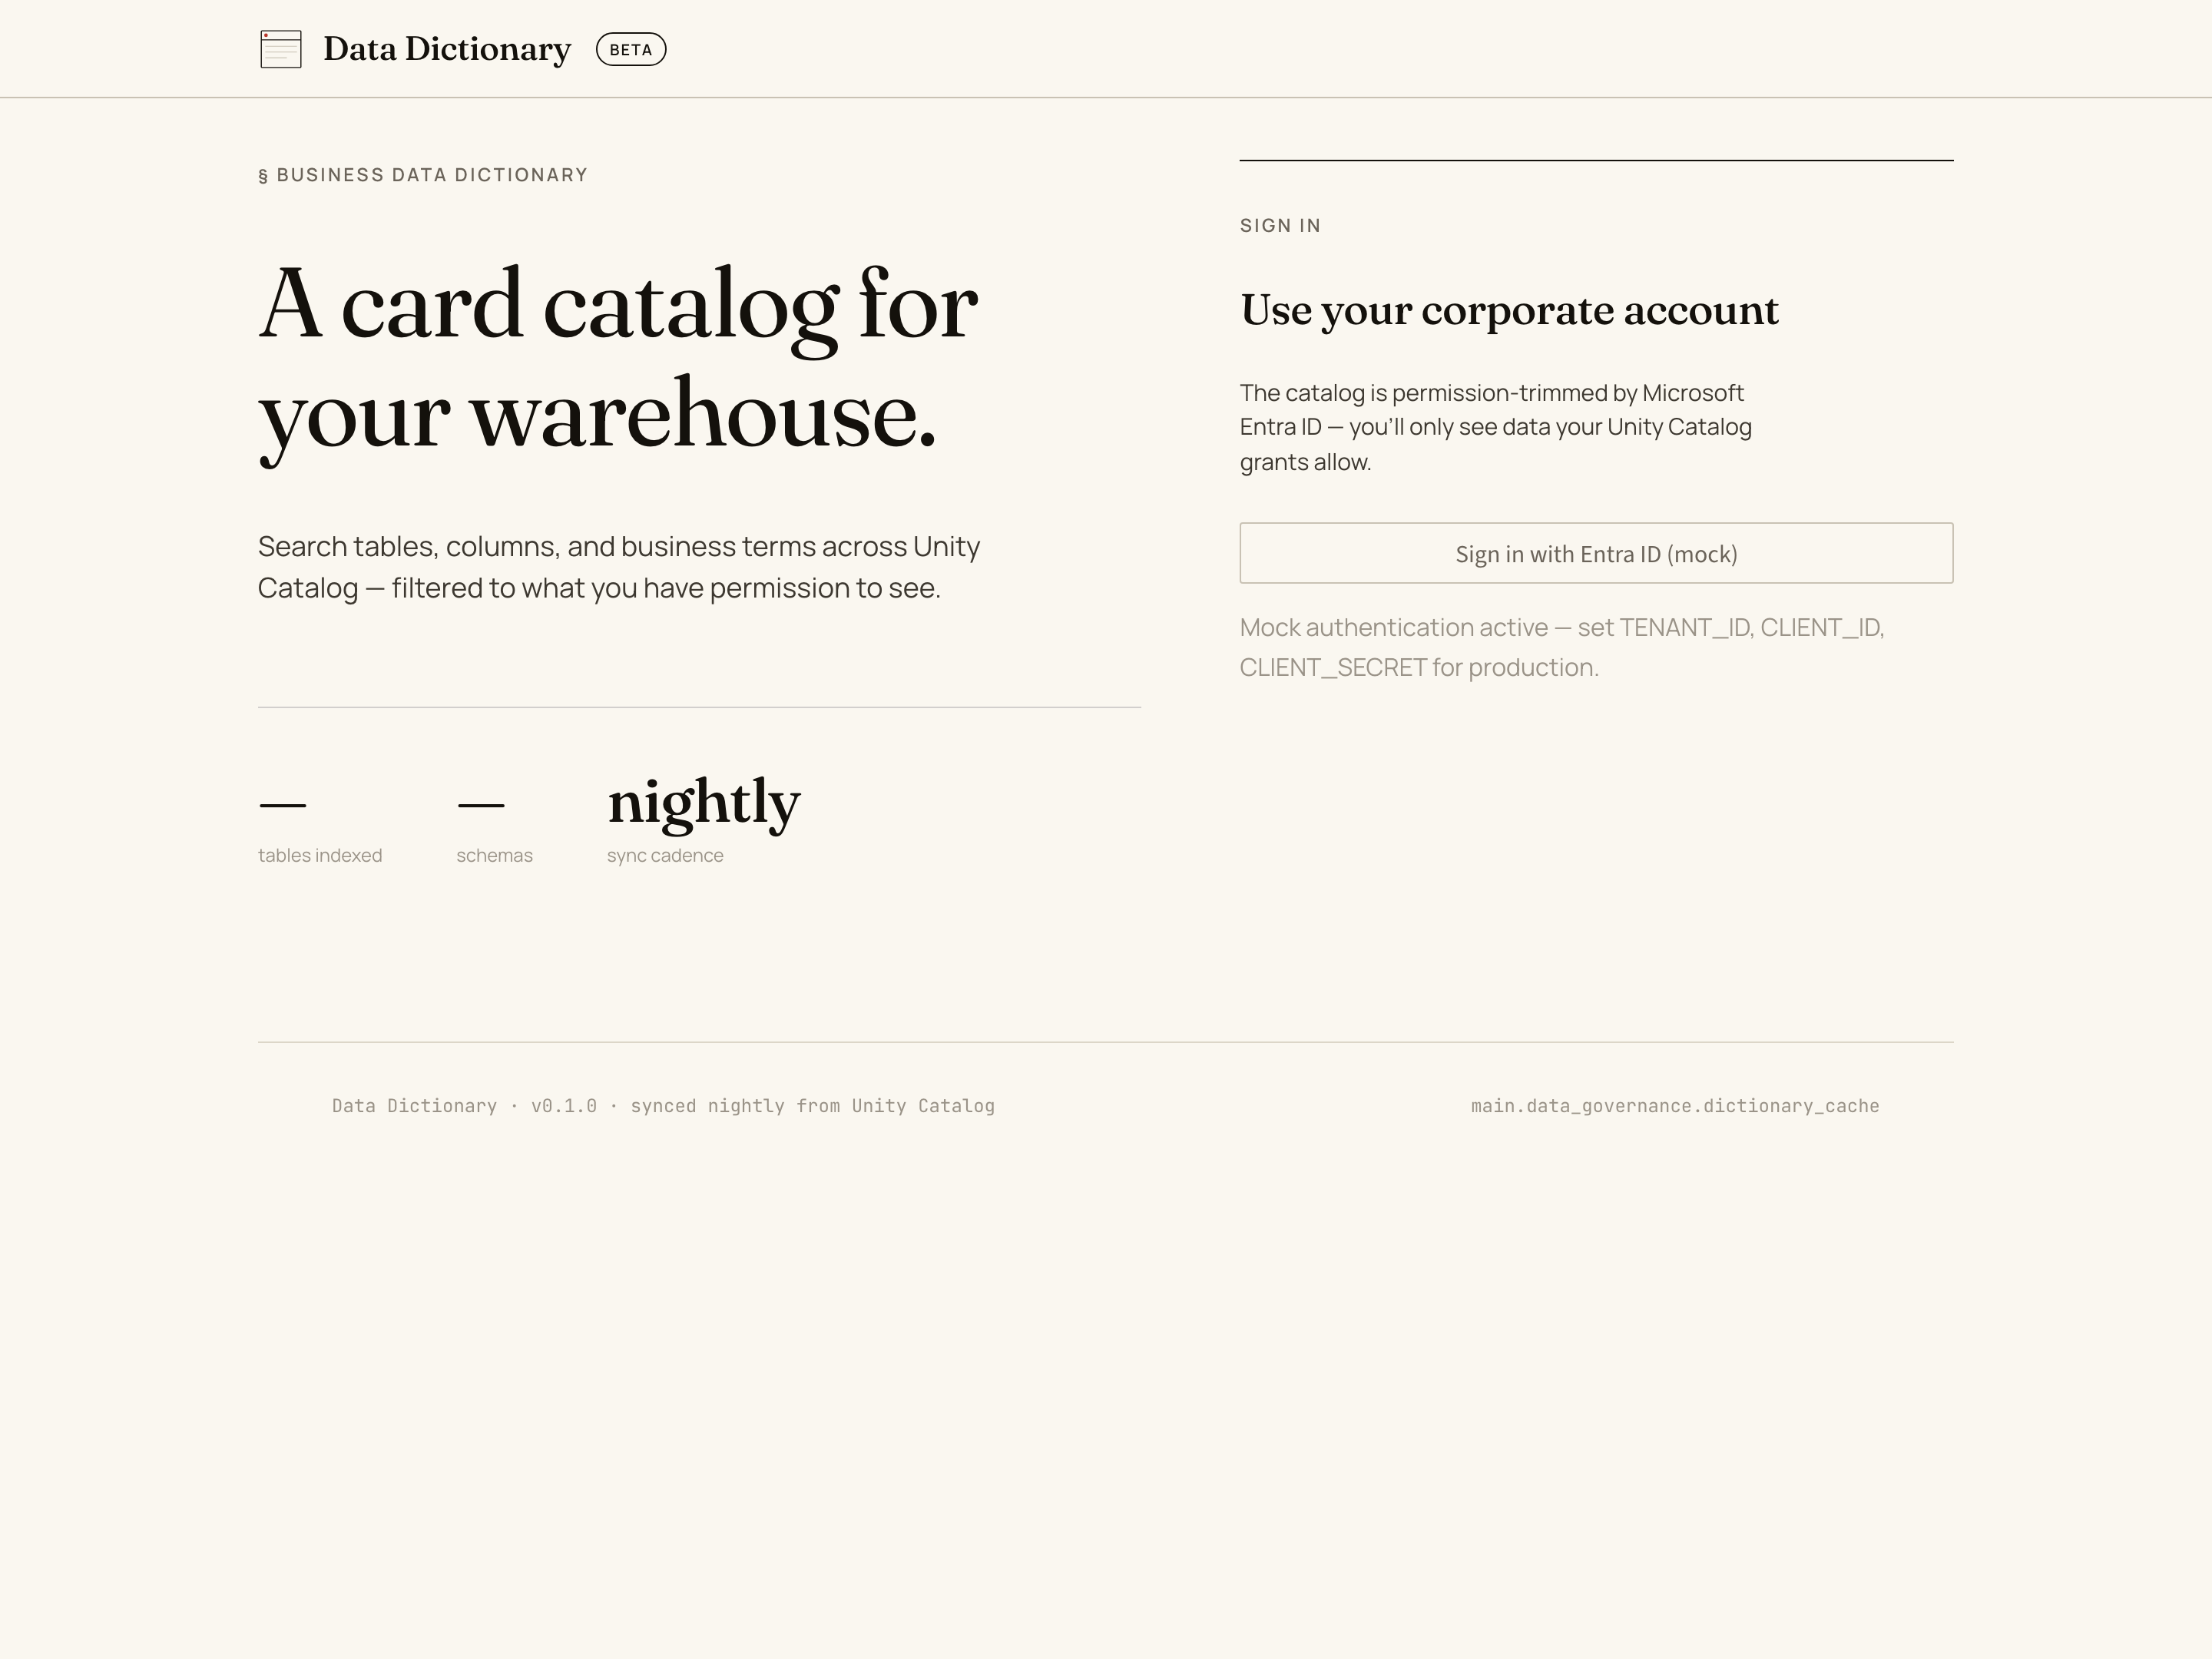 Data Dictionary BETA
§ BUSINESS DATA DICTIONARY
A card catalog for
your warehouse.
Search tables, columns, and business terms across Unity
Catalog — filtered to what you have permission to see.
—
tables indexed
—
schemas
nightly
sync cadence
SIGN IN
Use your corporate account
The catalog is permission-trimmed by Microsoft
Entra ID — you’ll only see data your Unity Catalog
grants allow.
Sign in with Entra ID (mock)
Mock authentication active — set TENANT_ID, CLIENT_ID,
CLIENT_SECRET for production.
Data Dictionary · v0.1.0 · synced nightly from Unity Catalog
main.data_governance.dictionary_cache